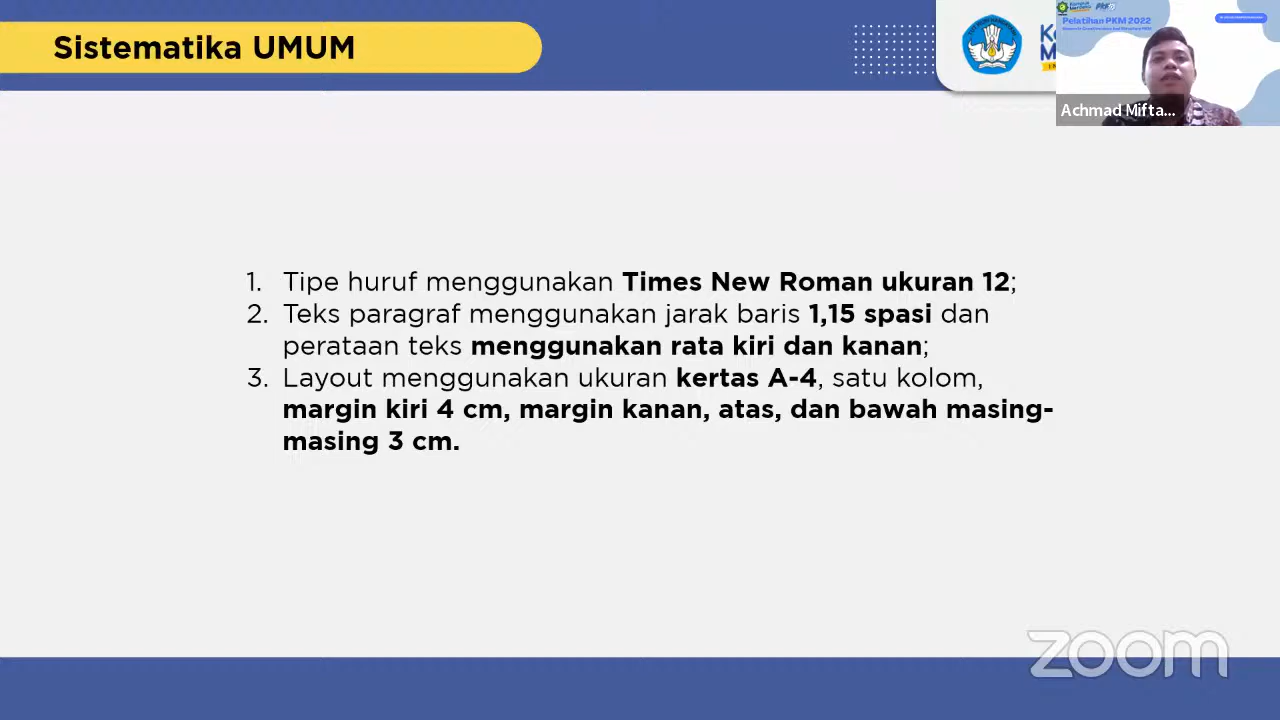 Sistematika UMUM
Pelatihan PKM 2022
Achmad Mifta...
1. Tipe huruf menggunakan Times New Roman ukuran 12;
2. Teks paragraf menggunakan jarak baris 1,15 spasi dan
perataan teks menggunakan rata kiri dan kanan;
3. Layout menggunakan ukuran kertas A-4, satu kolom,
margin kiri 4 cm, margin kanan, atas, dan bawah masing-
masing 3 cm.
zoom